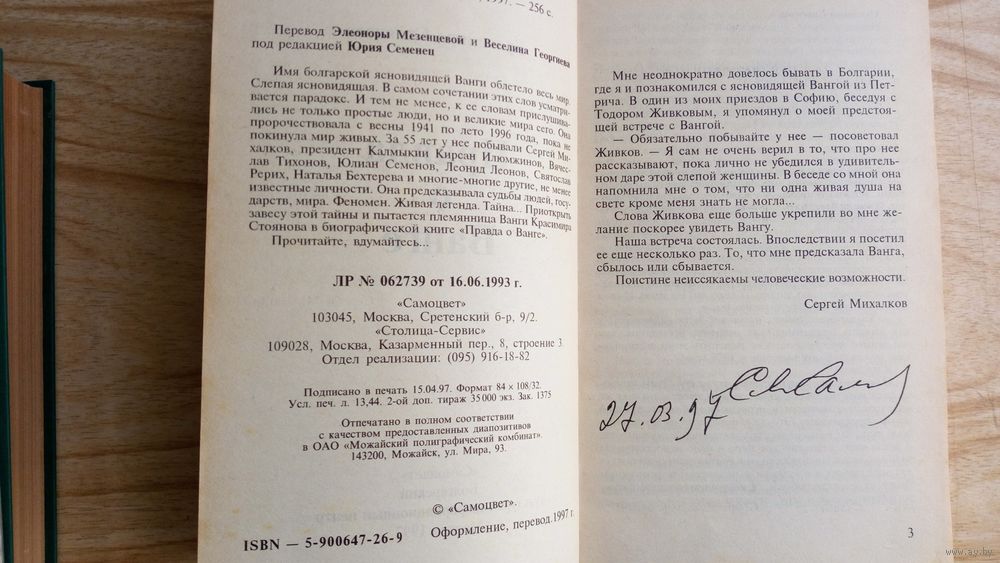 1997. — 256 с.
Перевод Элеоноры Мезенцевой и Веселина Георгиева
под редакцией Юрия Семенец
Имя болгарской ясновидящей Ванги облетело весь мир.
Слепая ясновидящая. В самом сочетании этих слов усматри-
вается парадокс. И тем не менее, к ее словам прислушива-
лись не только простые люди, но и великие мира сего. Она
пророчествовала с весны 1941 по лето 1996 года, пока не
покинула мир живых. За 55 лет у нее побывали Сергей Ми-
халков, президент Калмыкии Кирсан Илюмжинов, Вячес-
лав Тихонов, Юлиан Семенов, Леонид Леонов, Святослав
Рерих, Наталья Бехтерева и многие-многие другие, не менее
известные личности. Она предсказывала судьбы людей, госу-
дарств, мира. Феномен. Живая легенда. Тайна... Приоткрыть
завесу этой тайны и пытается племянница Ванги Красимира
Стоянова в биографической книге «Правда о Ванге».
Прочитайте, вдумайтесь...
ЛР № 062739 от 16.06.1993 г.
«Самоцвет»
103045, Москва, Сретенский б-р, 9/2.
«Столица-Сервис»
109028, Москва, Казарменный пер., 8, строение 3.
Отдел реализации: (095) 916-18-82
Подписано в печать 15.04.97. Формат 84 × 108/32.
Усл. печ. л. 13,44. 2-ой доп. тираж 35 000 экз. Зак. 1375
Отпечатано в полном соответствии
с качеством предоставленных диапозитивов
в ОАО «Можайский полиграфический комбинат».
143200, Можайск, ул. Мира, 93.
© «Самоцвет».
Оформление, перевод.1997 г.
ISBN — 5-900647-26-9
Мне неоднократно довелось бывать в Болгарии,
где я и познакомился с ясновидящей Вангой из Пет-
рича. В один из моих приездов в Софию, беседуя с
Тодором Живковым, я упомянул о моей предстоя-
щей встрече с Вангой.
— Обязательно побывайте у нее — посоветовал
Живков. — Я сам не очень верил в то, что про нее
рассказывают, пока лично не убедился в удивитель-
ном даре этой слепой женщины. В беседе со мной она
напомнила мне о том, что ни одна живая душа на
свете кроме меня знать не могла...
Слова Живкова еще больше укрепили во мне же-
лание поскорее увидеть Вангу.
Наша встреча состоялась. Впоследствии я посетил
ее еще несколько раз. То, что мне предсказала Ванга,
сбылось или сбывается.
Поистине неиссякаемы человеческие возможности.
Сергей Михалков
27.03.97
3
www.ay.by